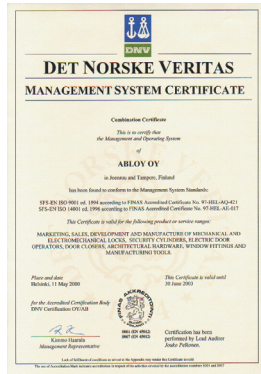 DNV
DET NORSKE VERITAS
MANAGEMENT SYSTEM CERTIFICATE
Combination Certificate
This is to certify that
the Management and Operating System
of
ABLOY OY
in Joensuu and Tampere, Finland
has been found to conform to the Management System Standards:
SFS-EN ISO 9001 ed. 1994 according to FINAS Accredited Certificate No. 97-HEL-AQ-421
SFS-EN ISO 14001 ed. 1996 according to FINAS Accredited Certificate No. 97-HEL-AE-017
This Certificate is valid for the following product or service ranges:
MARKETING, SALES, DEVELOPMENT AND MANUFACTURE OF MECHANICAL AND
ELECTROMECHANICAL LOCKS, SECURITY CYLINDERS, ELECTRIC DOOR
OPERATORS, DOOR CLOSERS, ARCHITECTURAL HARDWARE, WINDOW FITTINGS AND
MANUFACTURING TOOLS.
Place and date
Helsinki, 11 May 2000
This Certificate is valid until
30 June 2003
for the Accredited Certification Body
DNV Certification OY/AB
FINAS ACCREDITED
Kimmo Haarala
Management Representative
Certification has been
performed by Lead Auditor
Jouko Pelkonen.